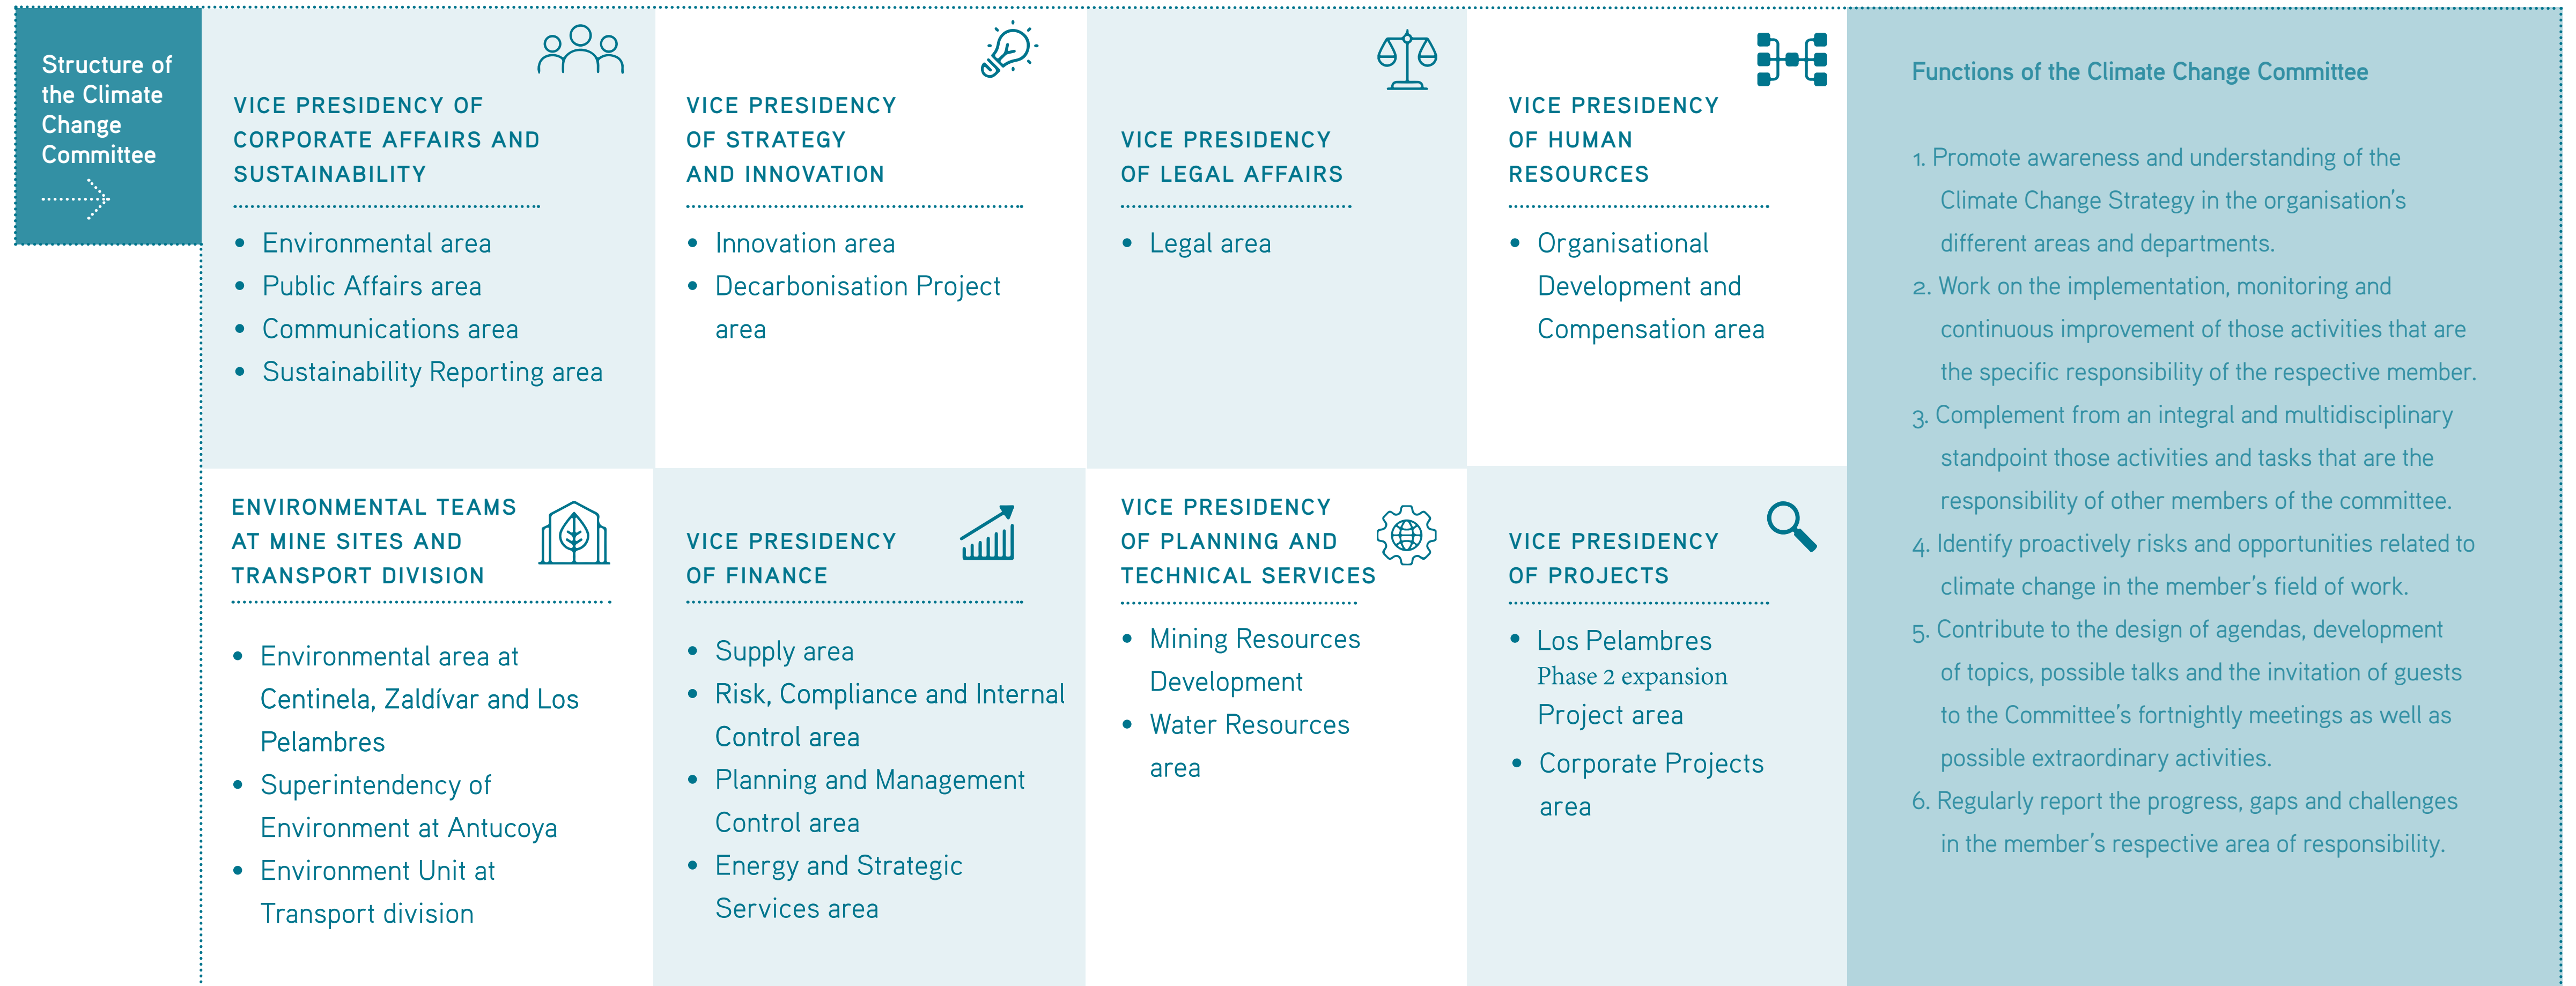 Structure of
the Climate
Change
Committee
VICE PRESIDENCY OF
CORPORATE AFFAIRS AND
SUSTAINABILITY
• Environmental area
• Public Affairs area
• Communications area
• Sustainability Reporting area
VICE PRESIDENCY
OF STRATEGY
AND INNOVATION
• Innovation area
• Decarbonisation Project
area
VICE PRESIDENCY
OF LEGAL AFFAIRS
• Legal area
VICE PRESIDENCY
OF HUMAN
RESOURCES
• Organisational
Development and
Compensation area
ENVIRONMENTAL TEAMS
AT MINE SITES AND
TRANSPORT DIVISION
• Environmental area at
Centinela, Zaldívar and Los
Pelambres
• Superintendency of
Environment at Antucoya
• Environment Unit at
Transport division
VICE PRESIDENCY
OF FINANCE
• Supply area
• Risk, Compliance and Internal
Control area
• Planning and Management
Control area
• Energy and Strategic
Services area
VICE PRESIDENCY
OF PLANNING AND
TECHNICAL SERVICES
• Mining Resources
Development
• Water Resources
area
VICE PRESIDENCY
OF PROJECTS
• Los Pelambres
Phase 2 expansion
Project area
• Corporate Projects
area
Functions of the Climate Change Committee
1. Promote awareness and understanding of the
Climate Change Strategy in the organisation’s
different areas and departments.
2. Work on the implementation, monitoring and
continuous improvement of those activities that are
the specific responsibility of the respective member.
3. Complement from an integral and multidisciplinary
standpoint those activities and tasks that are the
responsibility of other members of the committee.
4. Identify proactively risks and opportunities related to
climate change in the member’s field of work.
5. Contribute to the design of agendas, development
of topics, possible talks and the invitation of guests
to the Committee’s fortnightly meetings as well as
possible extraordinary activities.
6. Regularly report the progress, gaps and challenges
in the member’s respective area of responsibility.